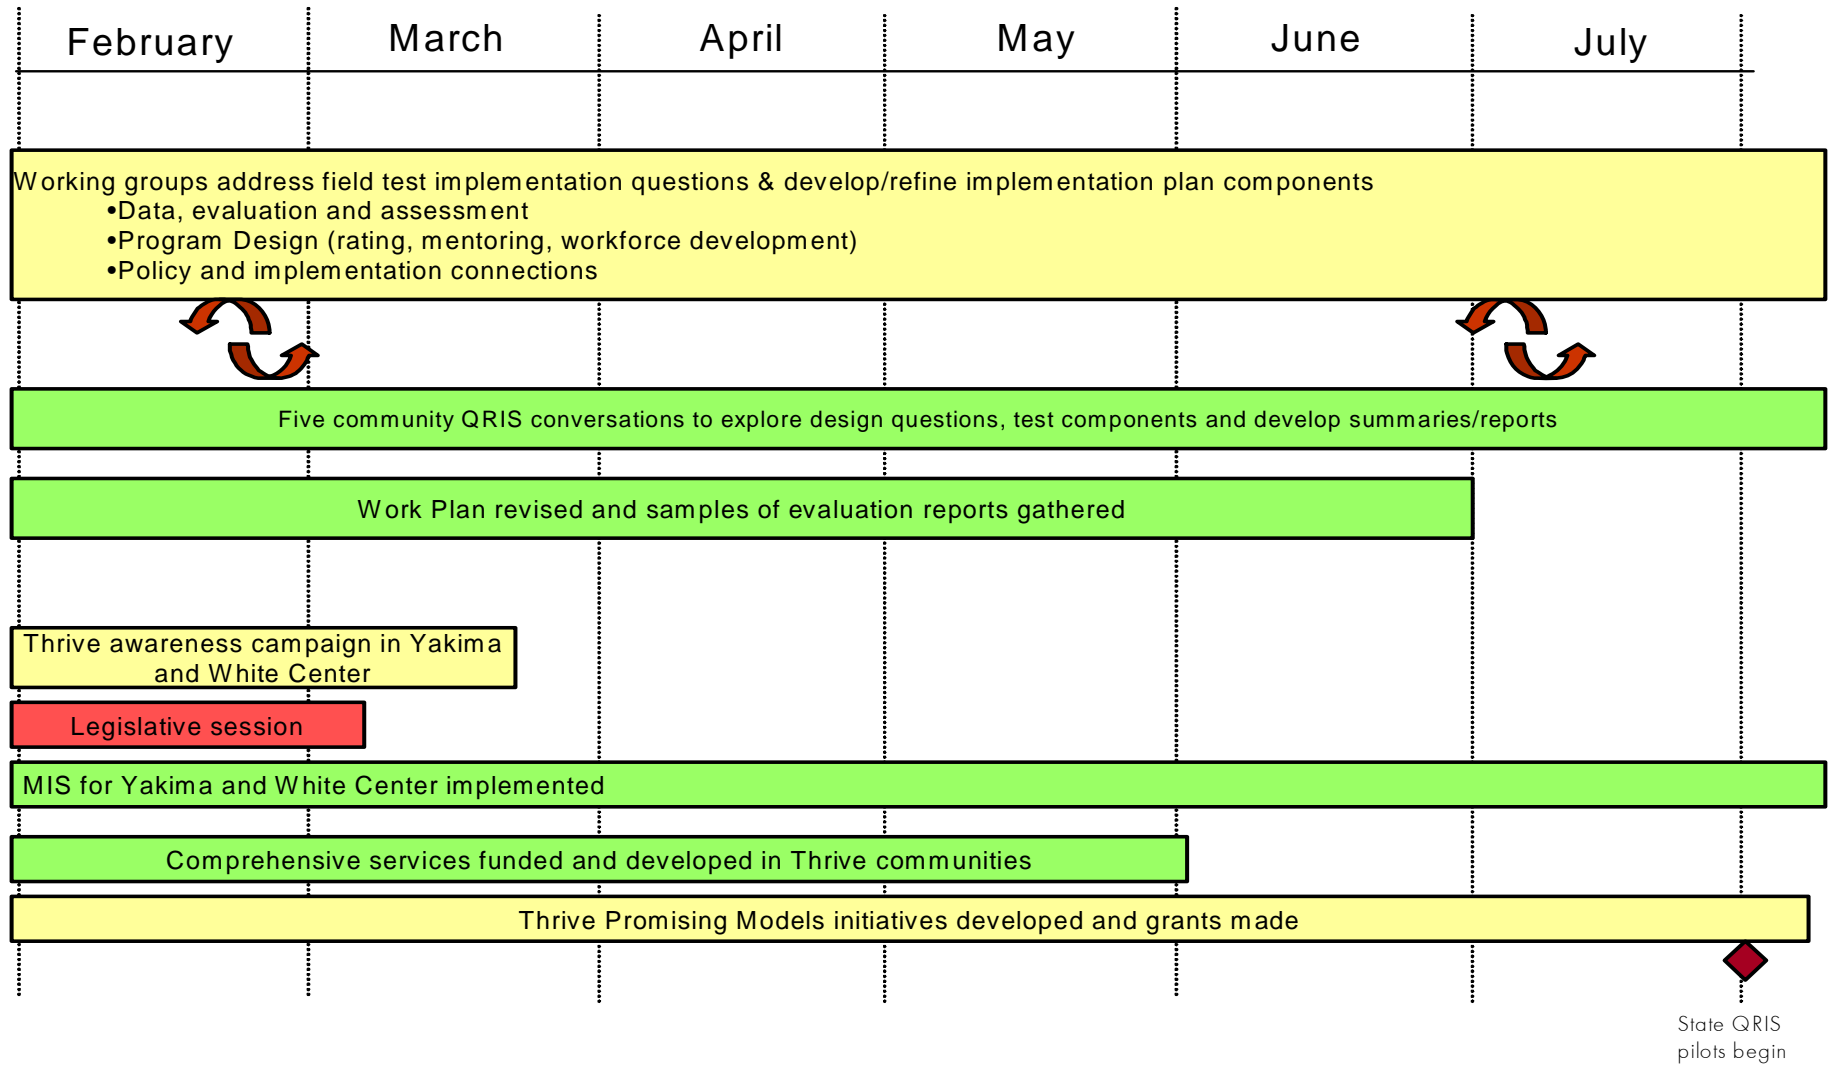 February March April May June July
Working groups address field test implementation questions & develop/refine implementation plan components
•Data, evaluation and assessment
•Program Design (rating, mentoring, workforce development)
•Policy and implementation connections
Five community QRIS conversations to explore design questions, test components and develop summaries/reports
Work Plan revised and samples of evaluation reports gathered
Thrive awareness campaign in Yakima
and White Center
Legislative session
MIS for Yakima and White Center implemented
Comprehensive services funded and developed in Thrive communities
Thrive Promising Models initiatives developed and grants made
State QRIS
pilots begin